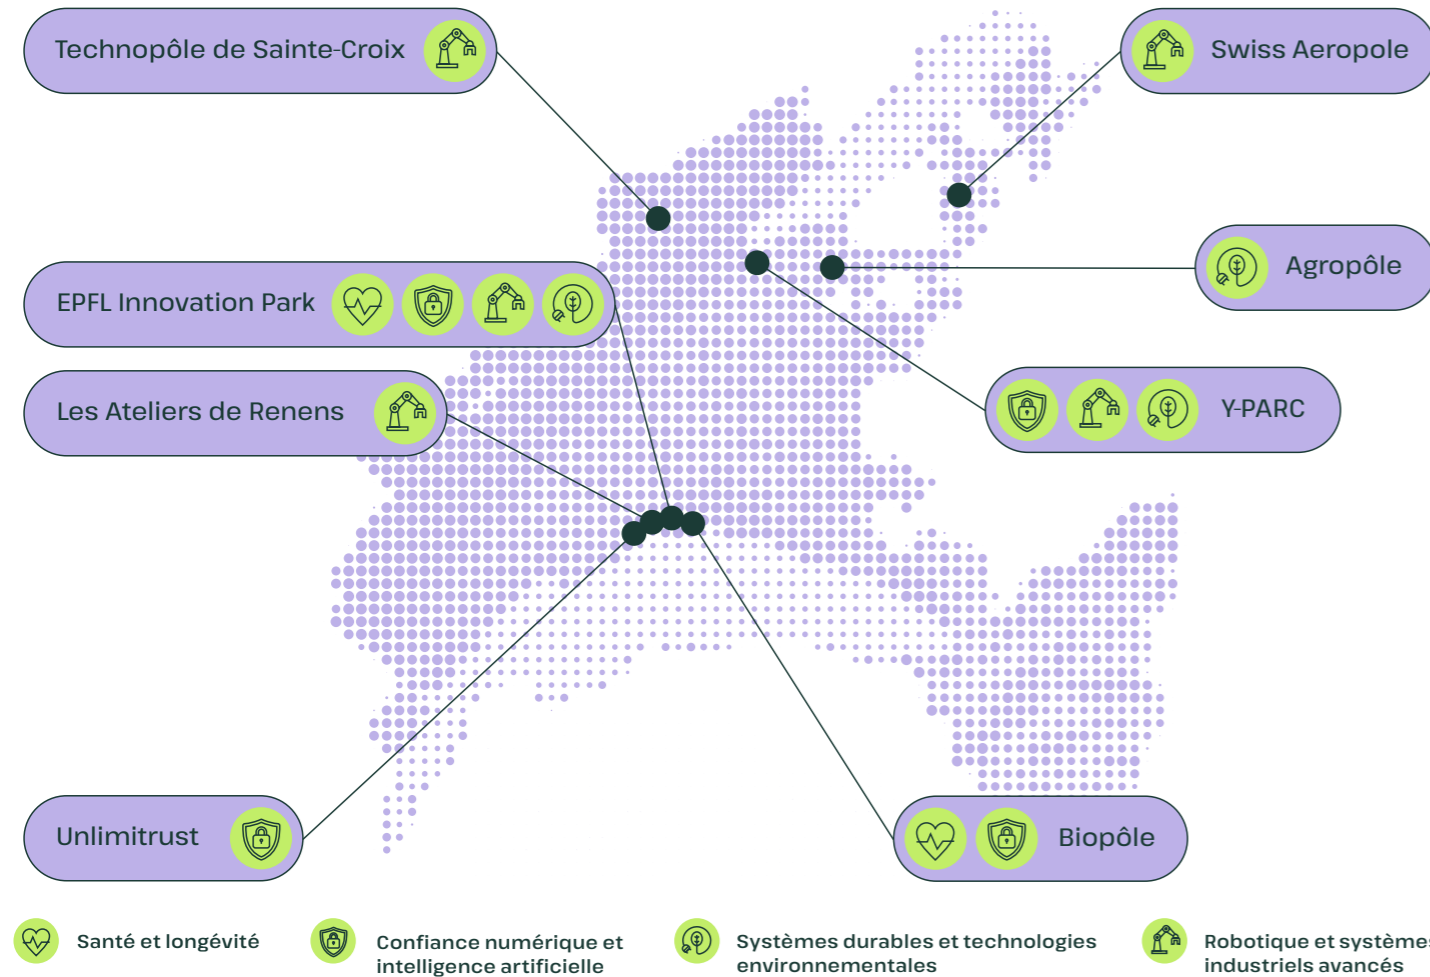 Technopôle de Sainte-Croix
Swiss Aeropole
EPFL Innovation Park
Agropôle
Les Ateliers de Renens
Y-PARC
Unlimitrust
Biopôle
Santé et longévité
Confiance numérique et
intelligence artificielle
Systèmes durables et technologies
environnementales
Robotique et systèmes
industriels avancés